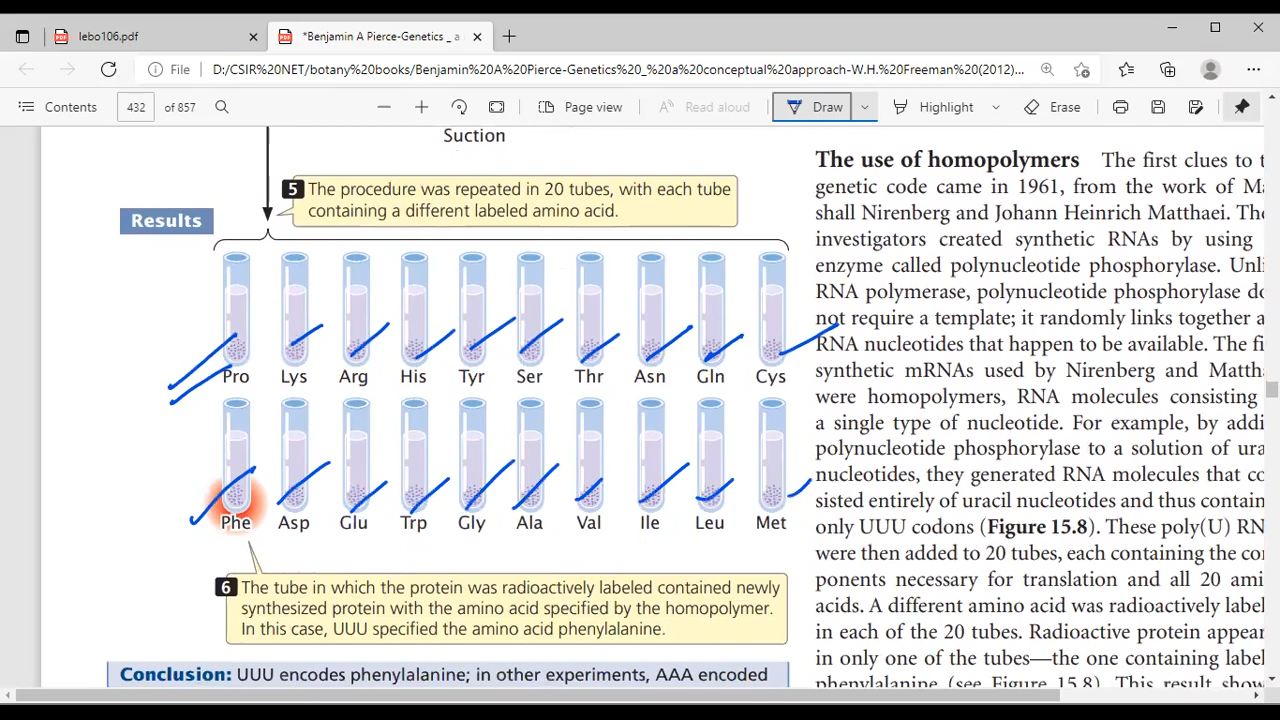 lebo106.pdf
*Benjamin A Pierce-Genetics _ a
File
D:/CSIR%20NET/botany%20books/Benjamin%20A%20Pierce-Genetics%20_%20a%20conceptual%20approach-W.H.%20Freeman%20(2012)...
Contents
432
of 857
Page view
Read aloud
Draw
Highlight
Erase
Suction
5 The procedure was repeated in 20 tubes, with each tube
containing a different labeled amino acid.
Results
Pro Lys Arg His Tyr Ser Thr Asn Gln Cys
Phe Asp Glu Trp Gly Ala Val Ile Leu Met
6 The tube in which the protein was radioactively labeled contained newly
synthesized protein with the amino acid specified by the homopolymer.
In this case, UUU specified the amino acid phenylalanine.
Conclusion: UUU encodes phenylalanine; in other experiments, AAA encoded
The use of homopolymers The first clues to t
genetic code came in 1961, from the work of Ma
shall Nirenberg and Johann Heinrich Matthaei. The
investigators created synthetic RNAs by using
enzyme called polynucleotide phosphorylase. Unli
RNA polymerase, polynucleotide phosphorylase do
not require a template; it randomly links together a
RNA nucleotides that happen to be available. The fi
synthetic mRNAs used by Nirenberg and Matth
were homopolymers, RNA molecules consisting
a single type of nucleotide. For example, by addi
polynucleotide phosphorylase to a solution of ura
nucleotides, they generated RNA molecules that co
sisted entirely of uracil nucleotides and thus contain
only UUU codons (Figure 15.8). These poly(U) RN
were then added to 20 tubes, each containing the co
ponents necessary for translation and all 20 ami
acids. A different amino acid was radioactively label
in each of the 20 tubes. Radioactive protein appear
in only one of the tubes—the one containing label
phenylalanine (see Figure 15.8). This result show